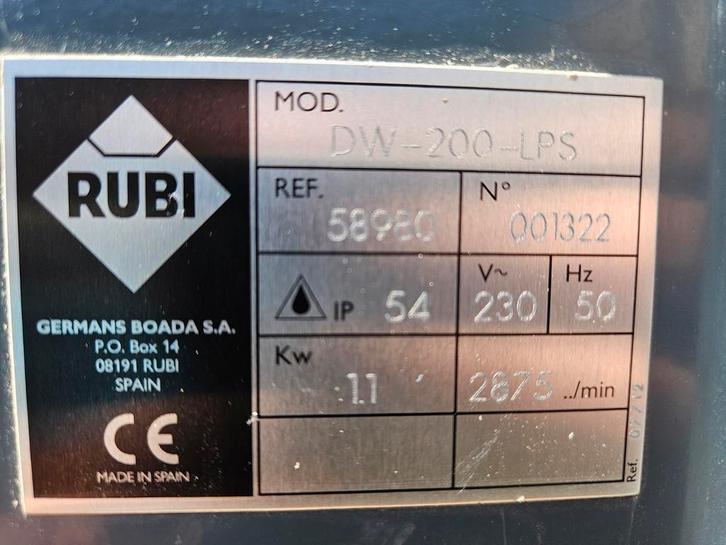 RUBI
GERMANS BOADA S.A.
P.O. Box 14
08191 RUBI
SPAIN
CE
MADE IN SPAIN
MOD.
DW-200-LPS
REF.
58980
N°
001322
IP 54
V~
230
Hz
50
Kw
1.1
2875 ../min
Ref.